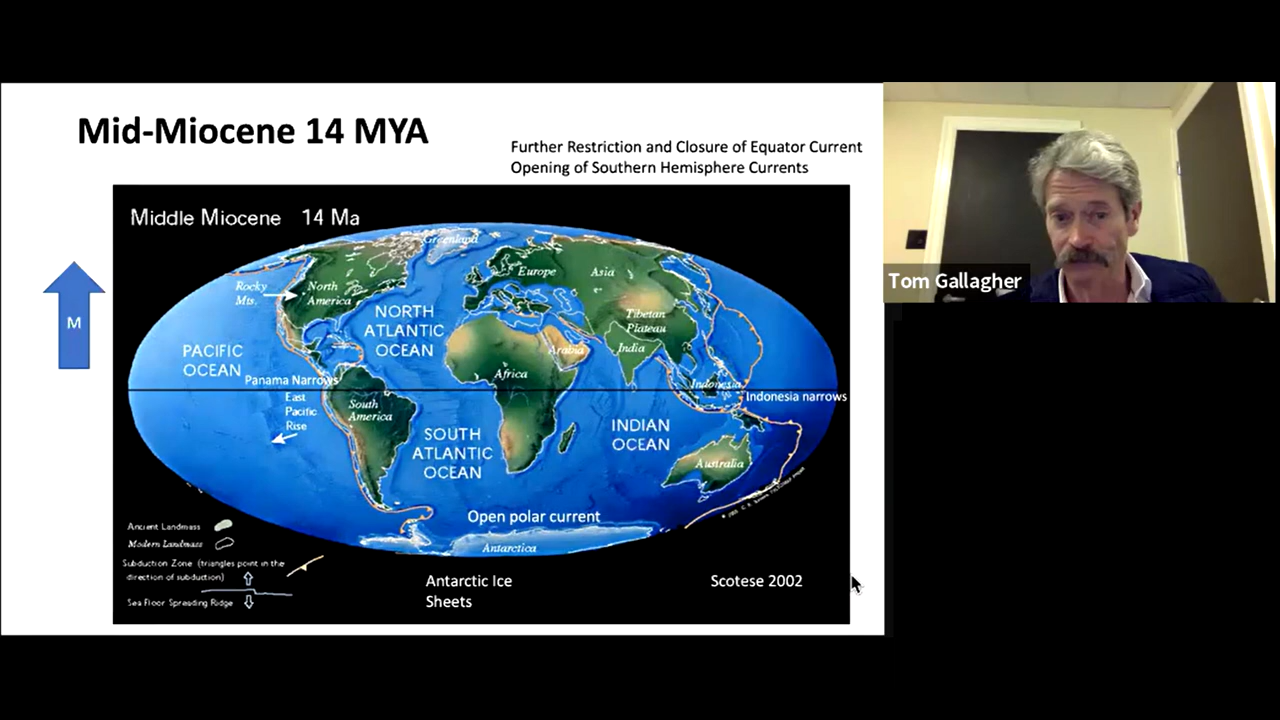 Mid-Miocene 14 MYA
Further Restriction and Closure of Equator Current
Opening of Southern Hemisphere Currents
Middle Miocene 14 Ma
M
Greenland
Rocky
Mts.
North
America
Europe
Asia
NORTH
ATLANTIC
OCEAN
Tibetan
Plateau
PACIFIC
OCEAN
Arabia
India
Panama Narrows
Africa
Indonesia
Indonesia narrows
East
Pacific
Rise
South
America
SOUTH
ATLANTIC
OCEAN
INDIAN
OCEAN
Australia
Open polar current
Antarctica
Ancient Landmass
Modern Landmass
Subduction Zone (triangles point in the
direction of subduction)
Sea Floor Spreading Ridge
Antarctic Ice
Sheets
Scotese 2002
Tom Gallagher